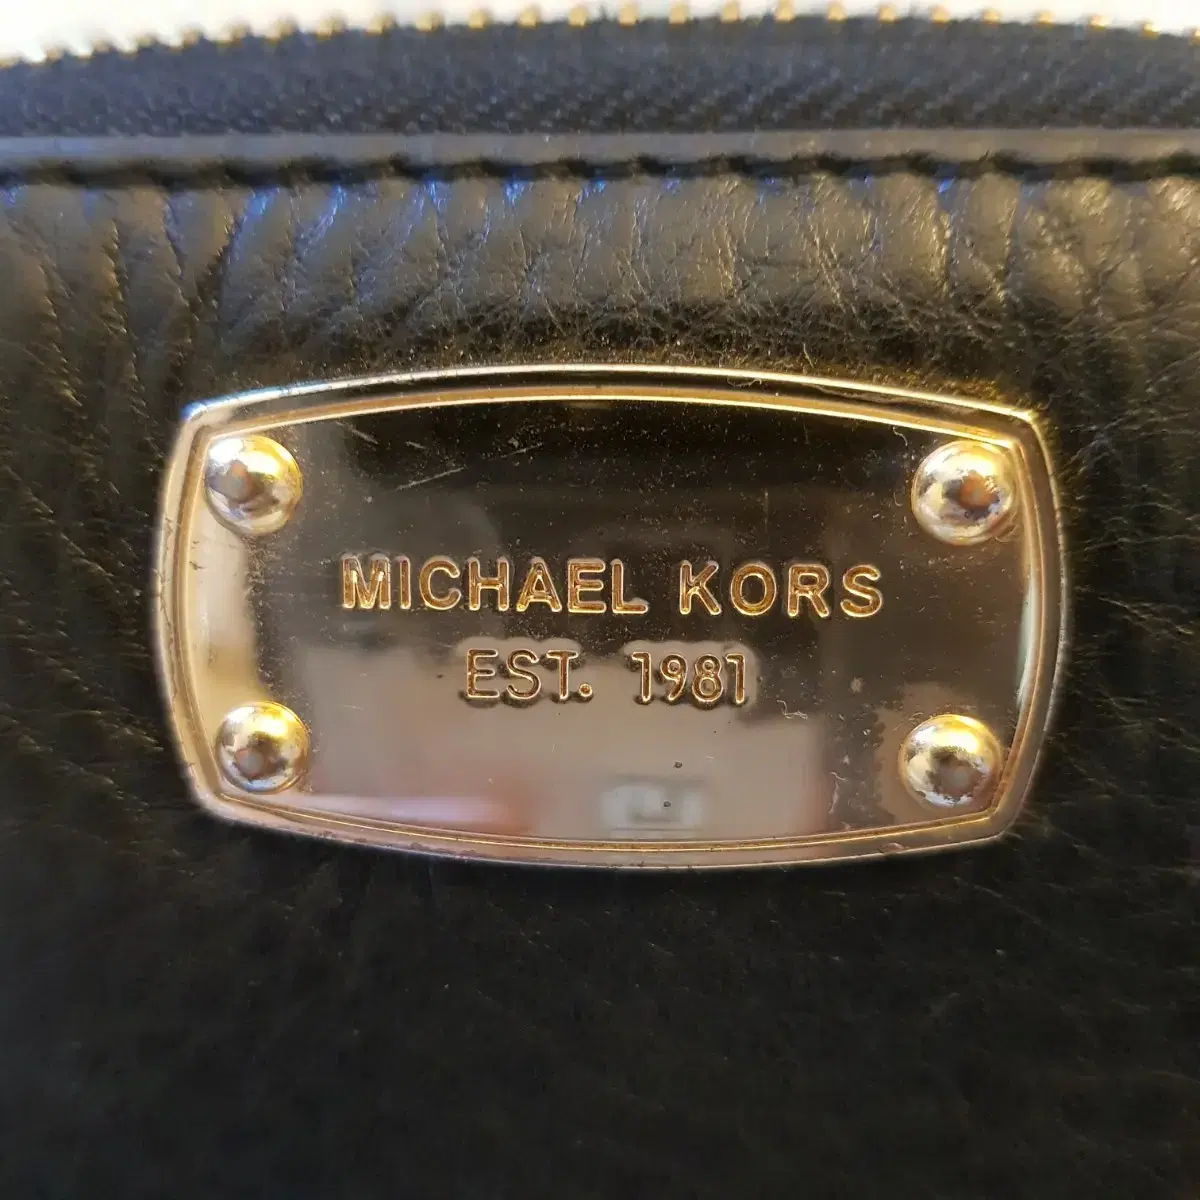 MICHAEL KORS
EST. 1981